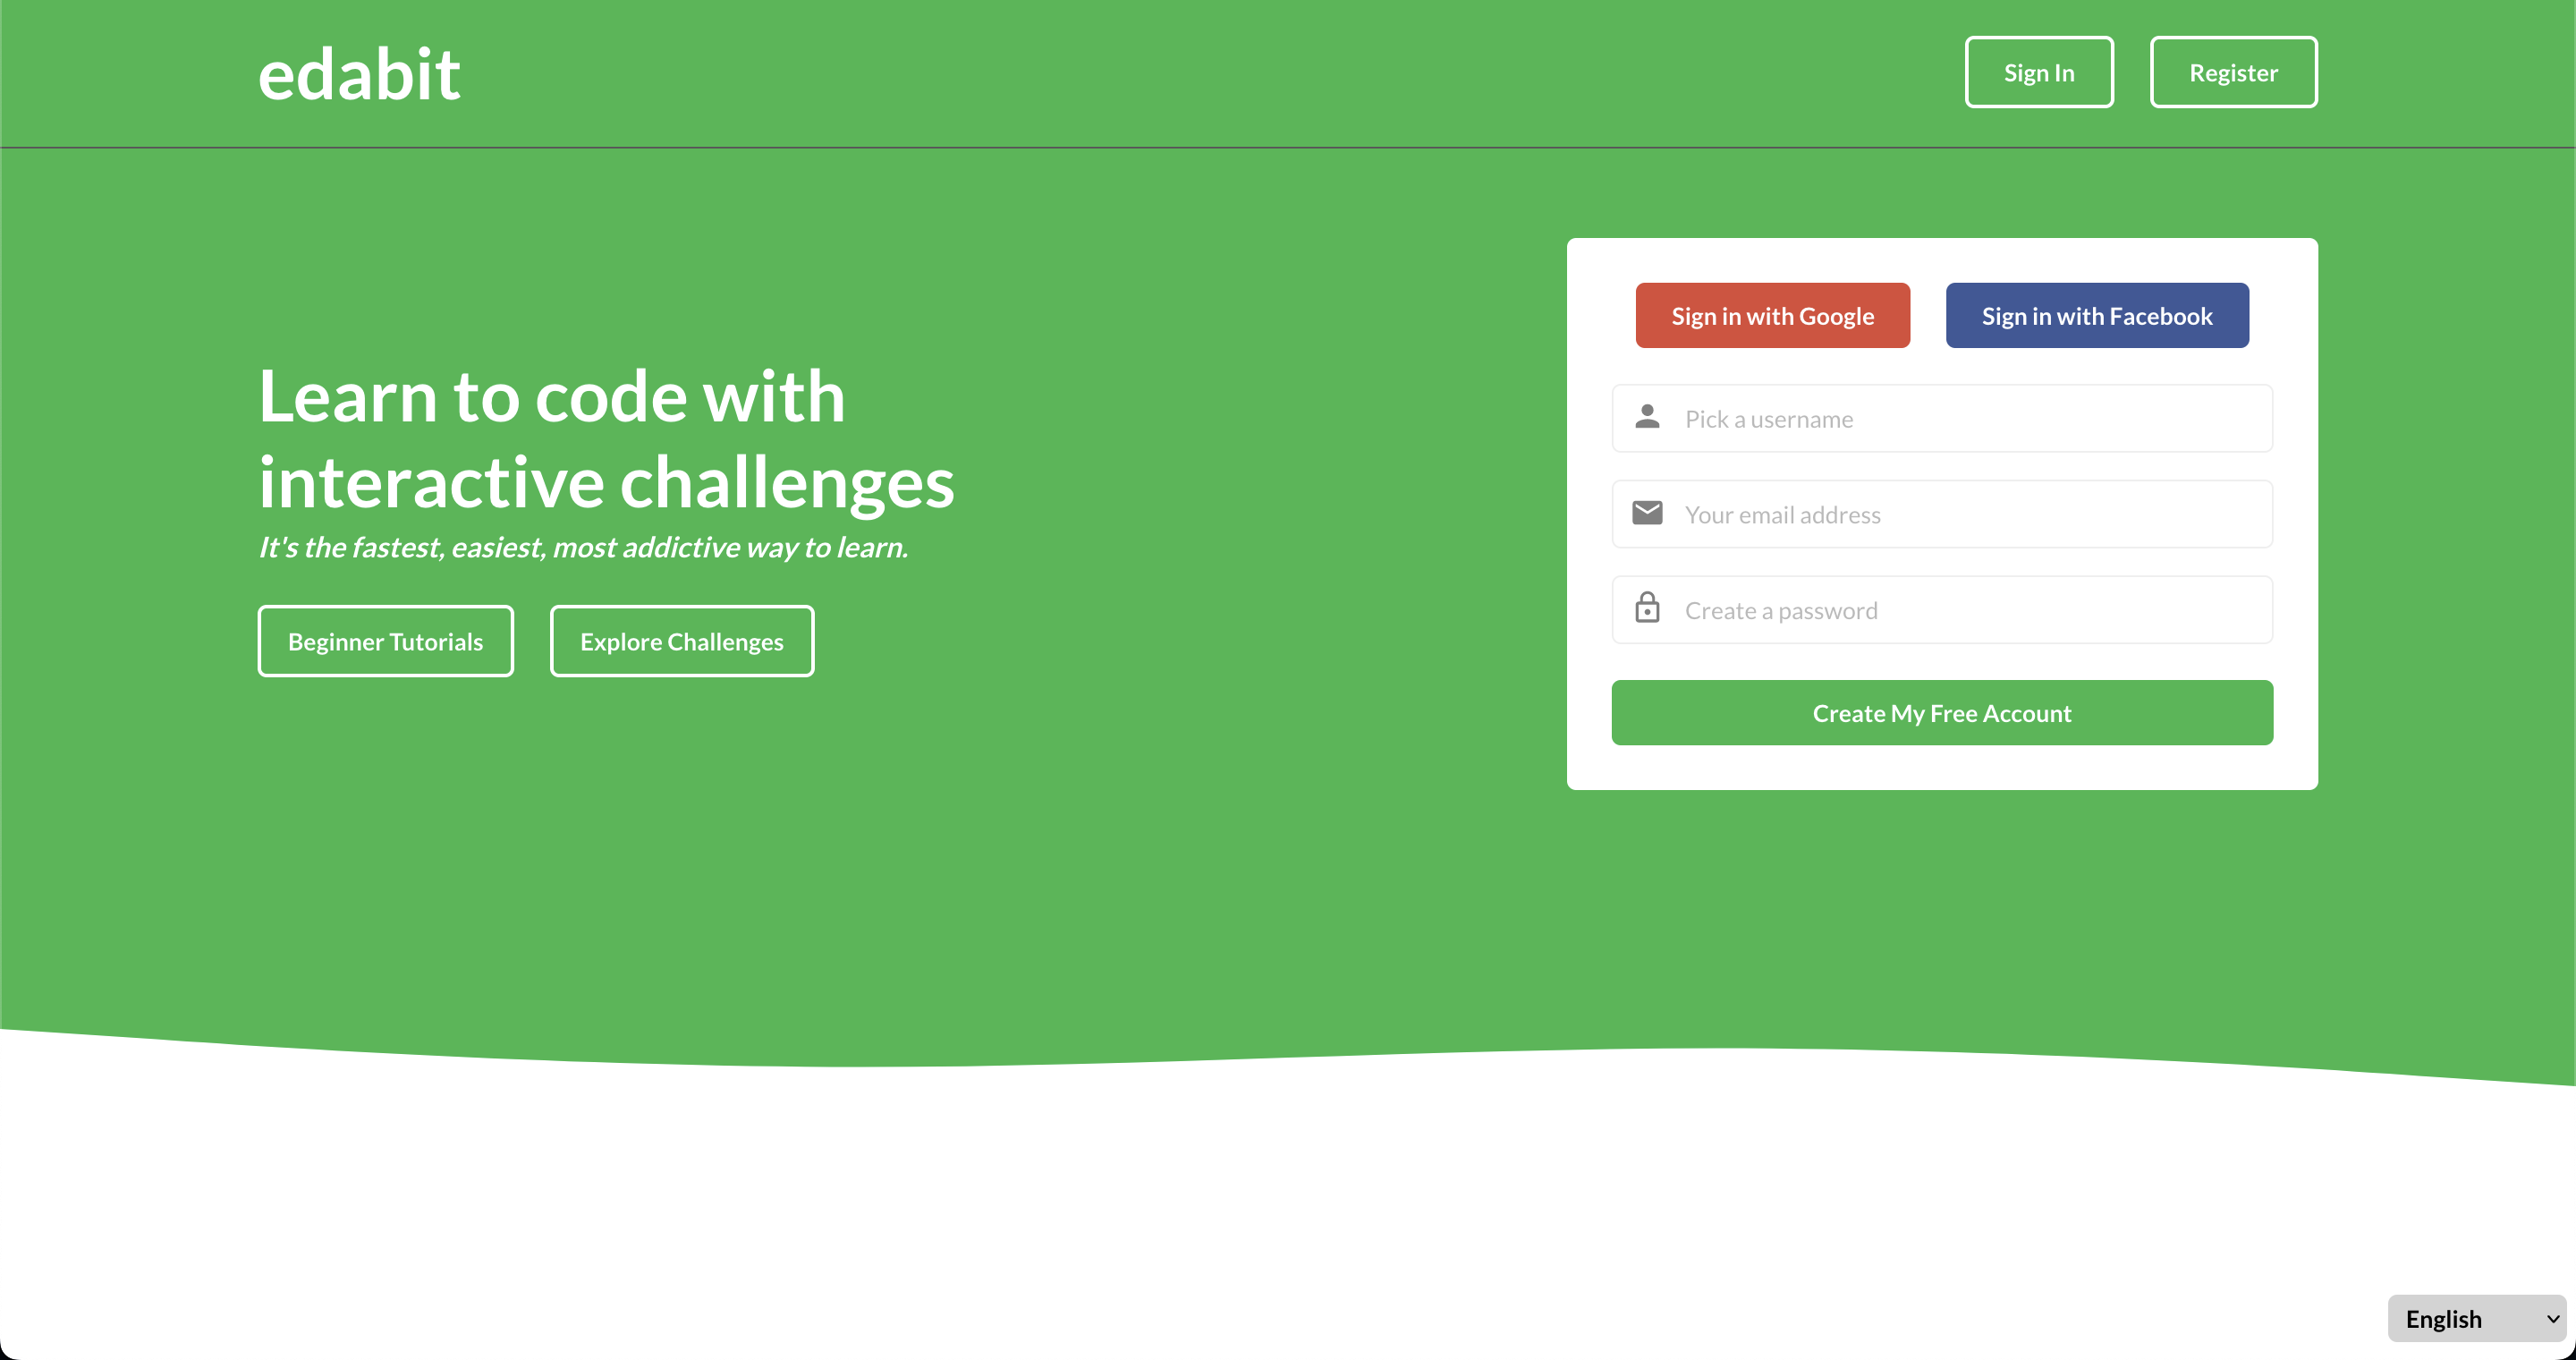 edabit
Sign In
Register
Learn to code with
interactive challenges
It's the fastest, easiest, most addictive way to learn.
Beginner Tutorials
Explore Challenges
Sign in with Google
Sign in with Facebook
Pick a username
Your email address
Create a password
Create My Free Account
English